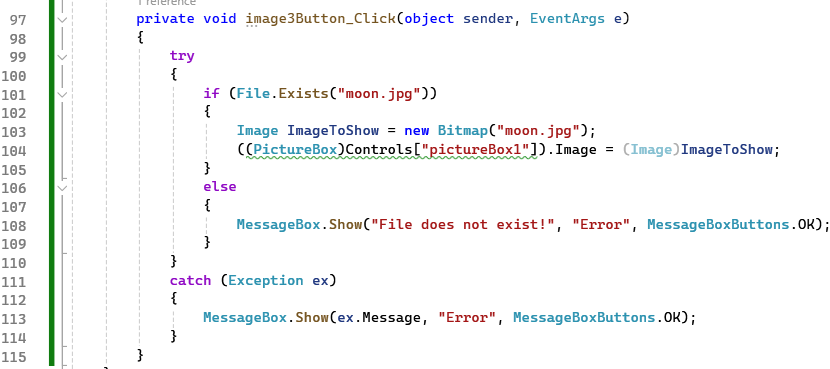 1 reference
97 private void image3Button_Click(object sender, EventArgs e)
98 {
99 try
100 {
101 if (File.Exists("moon.jpg"))
102 {
103 Image ImageToShow = new Bitmap("moon.jpg");
104 ((PictureBox)Controls["pictureBox1"]).Image = (Image)ImageToShow;
105 }
106 else
107 {
108 MessageBox.Show("File does not exist!", "Error", MessageBoxButtons.OK);
109 }
110 }
111 catch (Exception ex)
112 {
113 MessageBox.Show(ex.Message, "Error", MessageBoxButtons.OK);
114 }
115 }